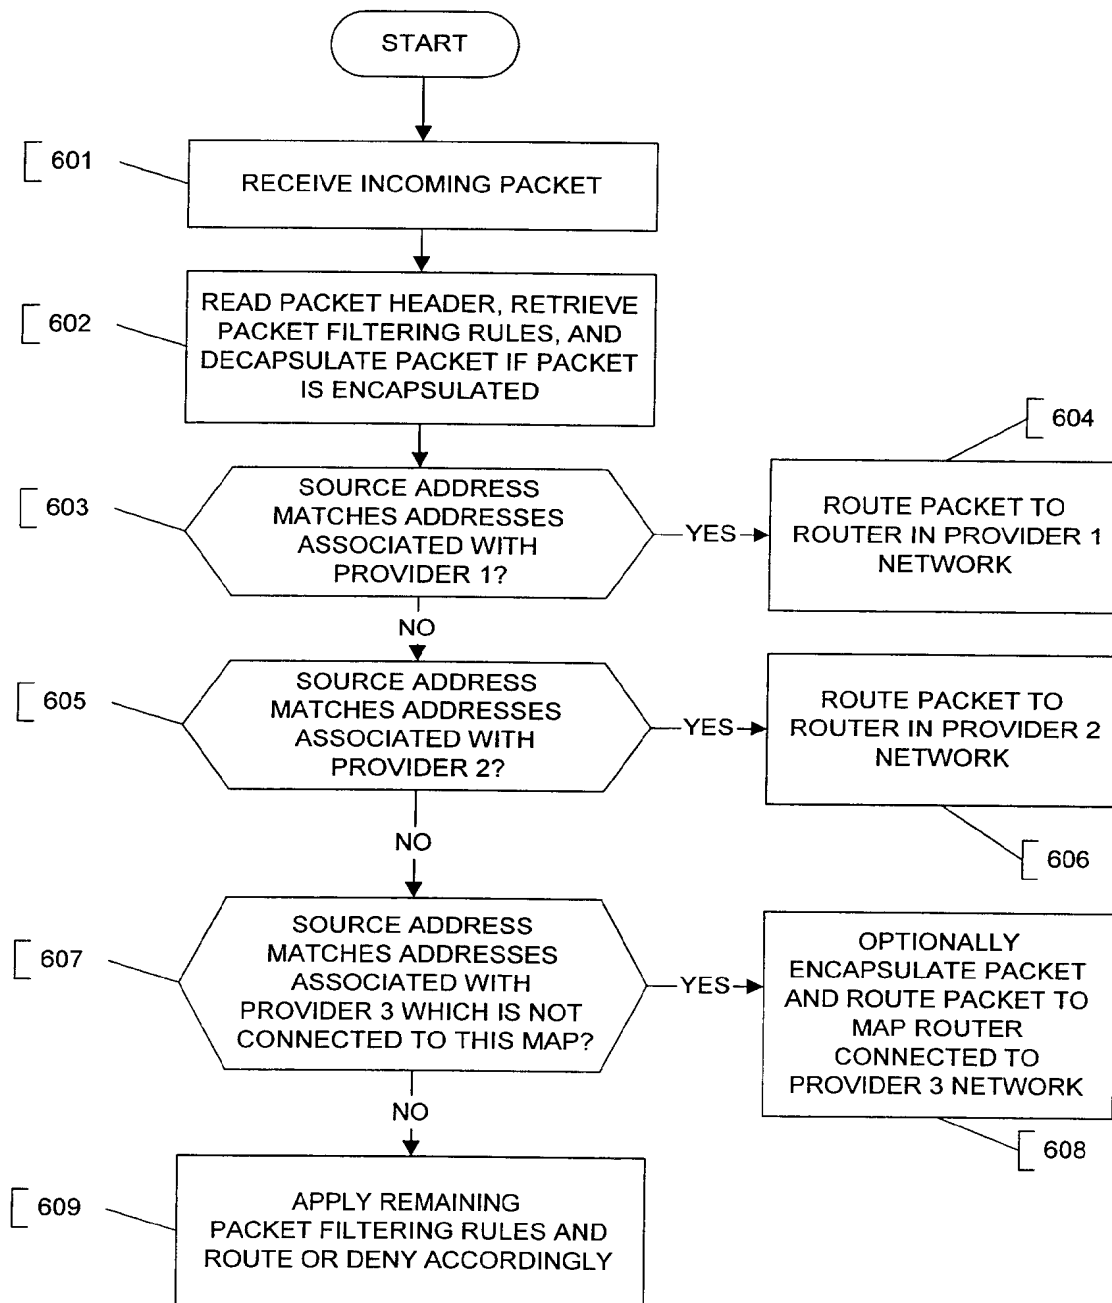 START
601
RECEIVE INCOMING PACKET
602
READ PACKET HEADER, RETRIEVE
PACKET FILTERING RULES, AND
DECAPSULATE PACKET IF PACKET
IS ENCAPSULATED
603
SOURCE ADDRESS
MATCHES ADDRESSES
ASSOCIATED WITH
PROVIDER 1?
YES
604
ROUTE PACKET TO
ROUTER IN PROVIDER 1
NETWORK
NO
605
SOURCE ADDRESS
MATCHES ADDRESSES
ASSOCIATED WITH
PROVIDER 2?
YES
ROUTE PACKET TO
ROUTER IN PROVIDER 2
NETWORK
606
NO
607
SOURCE ADDRESS
MATCHES ADDRESSES
ASSOCIATED WITH
PROVIDER 3 WHICH IS NOT
CONNECTED TO THIS MAP?
YES
OPTIONALLY
ENCAPSULATE PACKET
AND ROUTE PACKET TO
MAP ROUTER
CONNECTED TO
PROVIDER 3 NETWORK
608
NO
609
APPLY REMAINING
PACKET FILTERING RULES AND
ROUTE OR DENY ACCORDINGLY